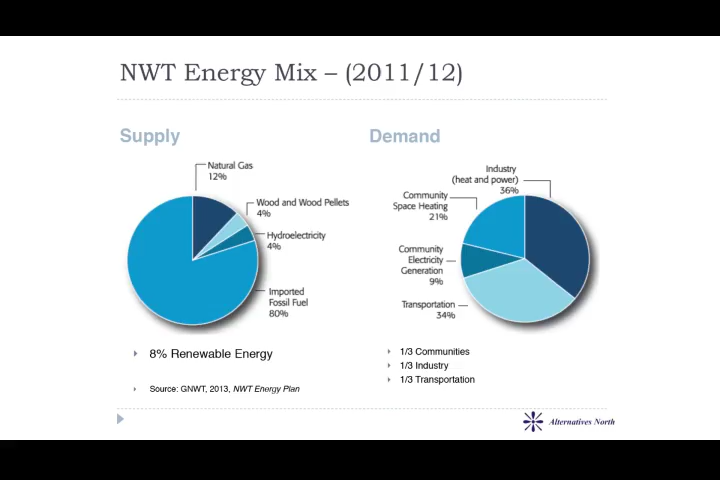 NWT Energy Mix – (2011/12)
Supply
Natural Gas
12%
Wood and Wood Pellets
4%
Hydroelectricity
4%
Imported
Fossil Fuel
80%
8% Renewable Energy
Source: GNWT, 2013, NWT Energy Plan
Demand
Industry
(heat and power)
36%
Community
Space Heating
21%
Community
Electricity
Generation
9%
Transportation
34%
1/3 Communities
1/3 Industry
1/3 Transportation
Alternatives North